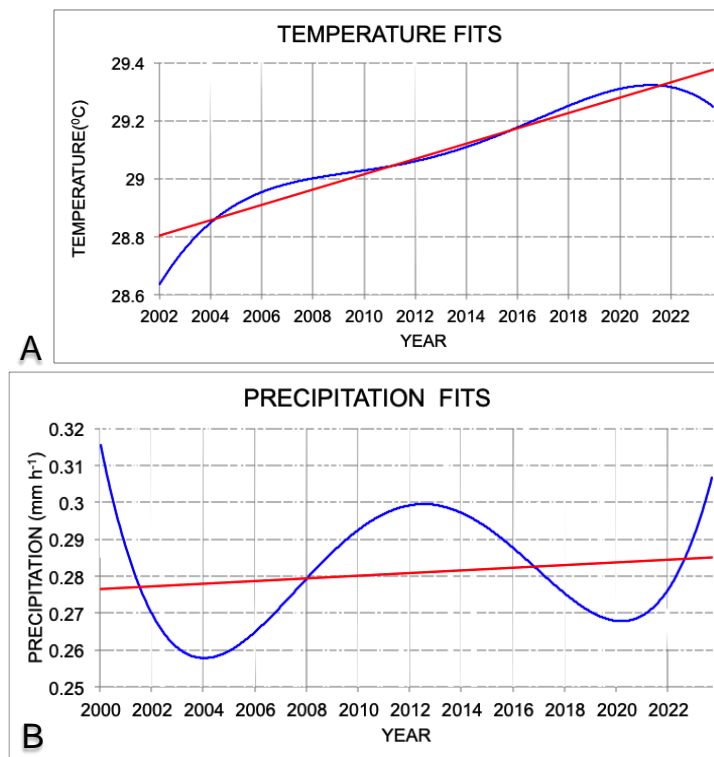 TEMPERATURE FITS
TEMPERATURE(⁰C)
29.4
29.2
29
28.8
28.6
2002 2004 2006 2008 2010 2012 2014 2016 2018 2020 2022
YEAR
A
PRECIPITATION FITS
PRECIPITATION (mm h⁻¹)
0.32
0.31
0.3
0.29
0.28
0.27
0.26
0.25
2000 2002 2004 2006 2008 2010 2012 2014 2016 2018 2020 2022
YEAR
B